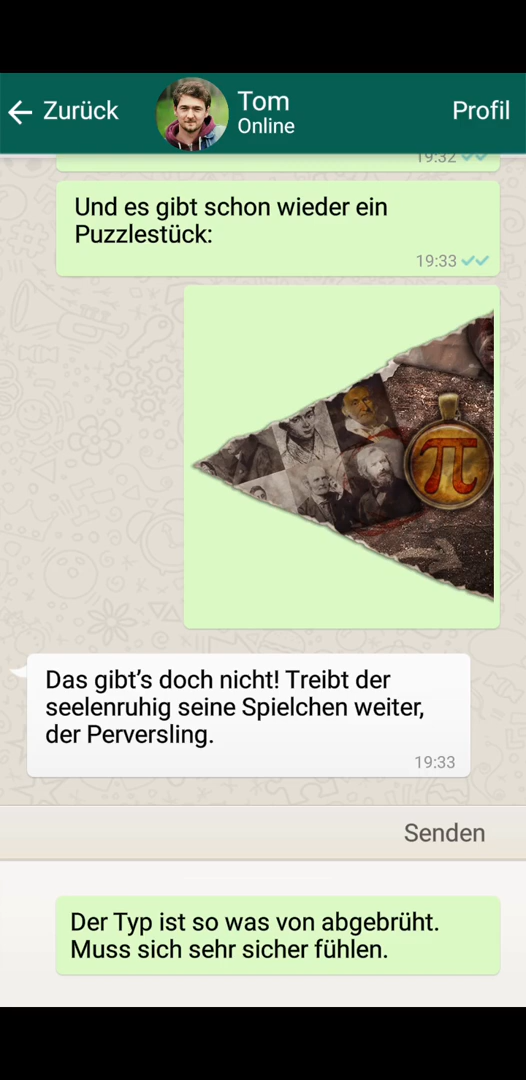 Zurück
Tom
Online
Profil
19:32
Und es gibt schon wieder ein
Puzzlestück:
19:33
π
Das gibt’s doch nicht! Treibt der
seelenruhig seine Spielchen weiter,
der Perversling.
19:33
Senden
Der Typ ist so was von abgebrüht.
Muss sich sehr sicher fühlen.